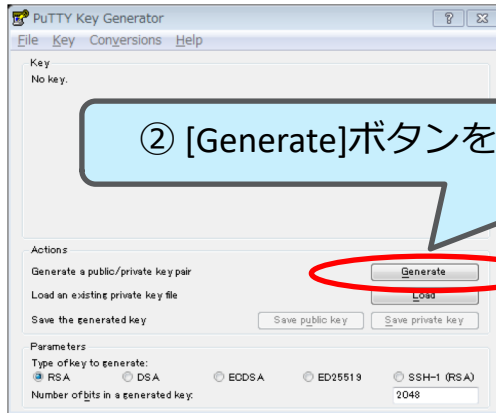 PuTTY Key Generator
File Key Conversions Help
Key
No key.
② [Generate]ボタンを
Actions
Generate a public/private key pair Generate
Load an existing private key file Load
Save the generated key Save public key Save private key
Parameters
Type of key to generate:
RSA DSA ECDSA ED25519 SSH-1 (RSA)
Number of bits in a generated key: 2048